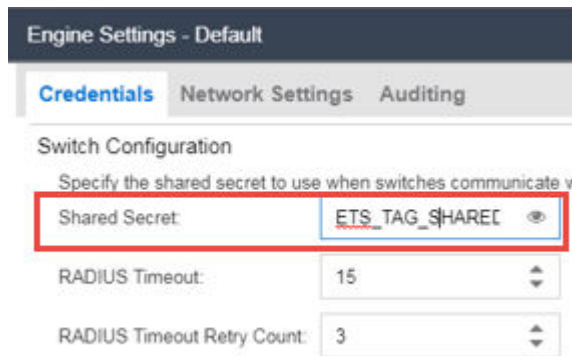 Engine Settings - Default
Credentials Network Settings Auditing
Switch Configuration
Specify the shared secret to use when switches communicate
Shared Secret: ETS_TAG_SHARED
RADIUS Timeout: 15
RADIUS Timeout Retry Count: 3